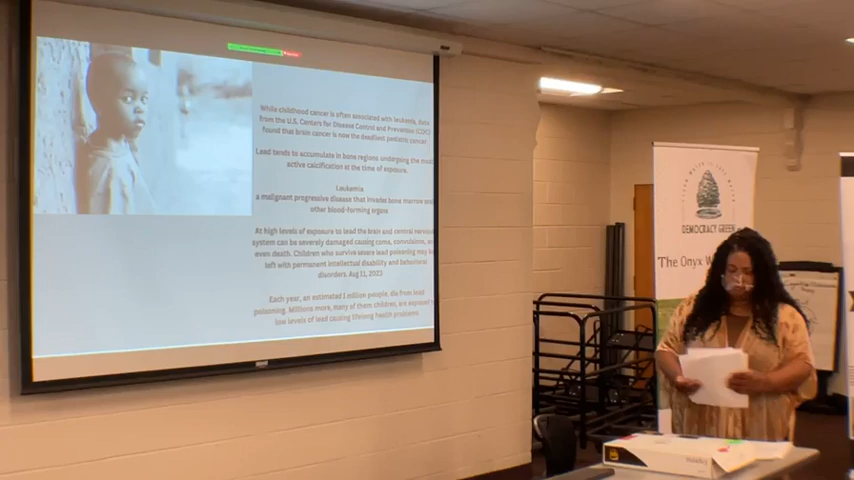 While childhood cancer is often associated with leukemia, data
from the U.S. Centers for Disease Control and Prevention (CDC)
found that brain cancer is now the deadliest pediatric cancer
Lead tends to accumulate in bone regions undergoing the most
active calcification at the time of exposure.
Leukemia
a malignant progressive disease that invades bone marrow and
other blood-forming organs
At high levels of exposure to lead the brain and central nervous
system can be severely damaged causing coma, convulsions, and
even death. Children who survive severe lead poisoning may be
left with permanent intellectual disability and behavioral
disorders. Aug 11, 2023
Each year, an estimated 1 million people, die from lead
poisoning. Millions more, many of them children, are exposed to
low levels of lead causing lifelong health problems.
DEMOCRACY GREEN
The Onyx